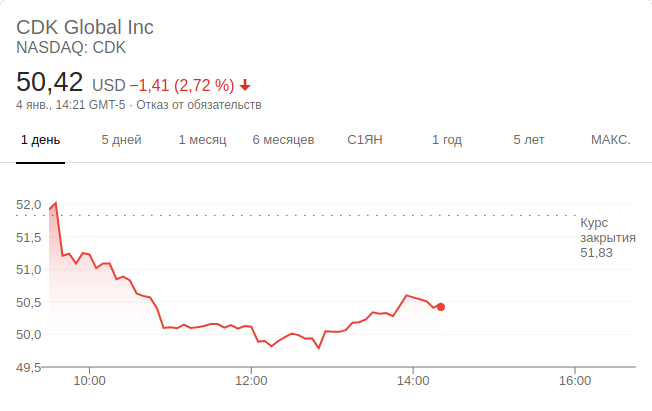 CDK Global Inc
NASDAQ: CDK
50,42 USD −1,41 (2,72 %)
4 янв., 14:21 GMT-5 · Отказ от обязательств
1 день 5 дней 1 месяц 6 месяцев С1ЯН 1 год 5 лет МАКС.
52,0
51,5
51,0
50,5
50,0
49,5
Курс
закрытия
51,83
10:00 12:00 14:00 16:00